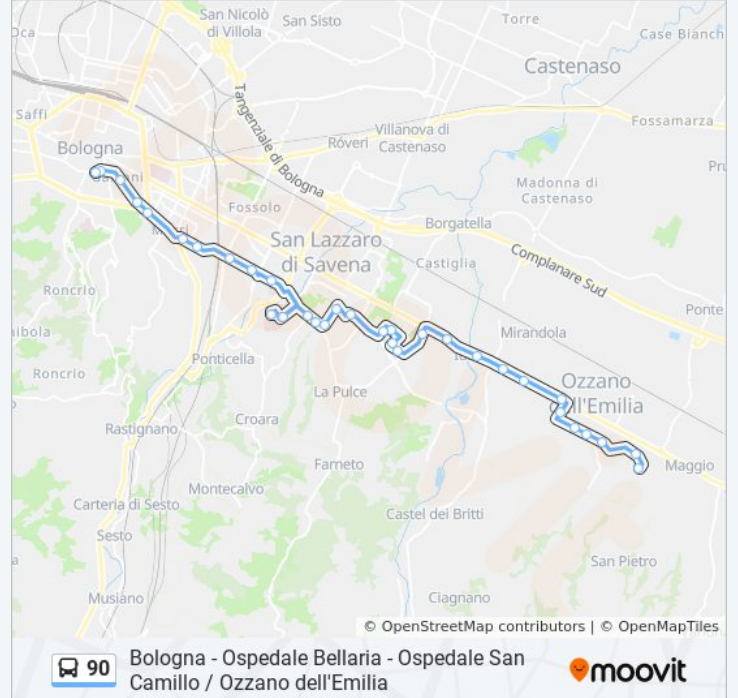 Oca
San Nicolò
di Villola
San Sisto
Torre
Case Bianch
Castenaso
Saffi
Fossamarza
Bologna
Villanova di
Castenaso
Roveri
Tangenziale di Bologna
Pru
Madonna di
Castenaso
Fossolo
Borgatella
San Lazzaro
di Savena
Castiglia
Complanare Sud
Roncrio
Ponte
aibola
Mirandola
Ponticella
Roncrio
Ozzano
dell'Emilia
La Pulce
Croara
Rastignano
Farneto
Maggio
Montecalvo
Carteria di Sesto
Castel dei Britti
Sesto
San Pietro
a
Musiano
Ciagnano
© OpenStreetMap contributors | © OpenMapTiles
90
Bologna - Ospedale Bellaria - Ospedale San
Camillo / Ozzano dell'Emilia
moovit